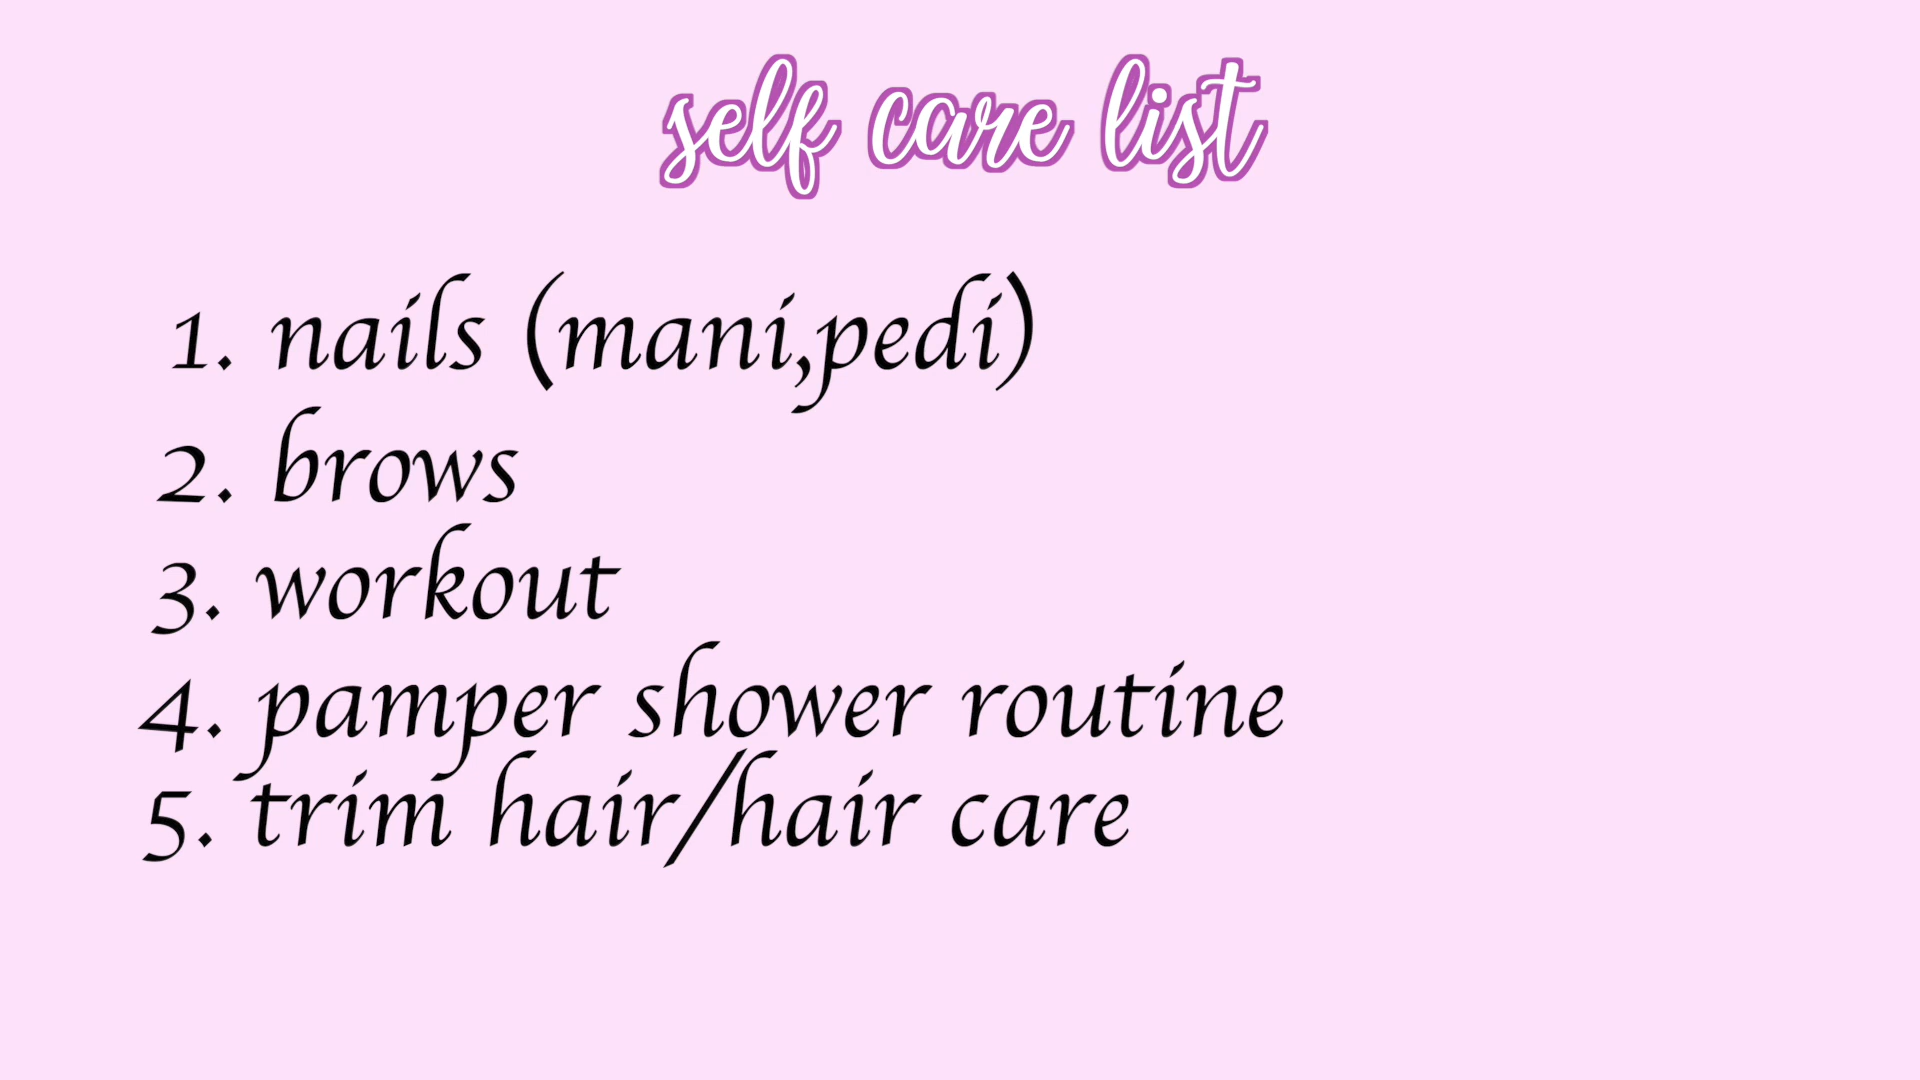 self care list
1. nails (mani,pedi)
2. brows
3. workout
4. pamper shower routine
5. trim hair/hair care